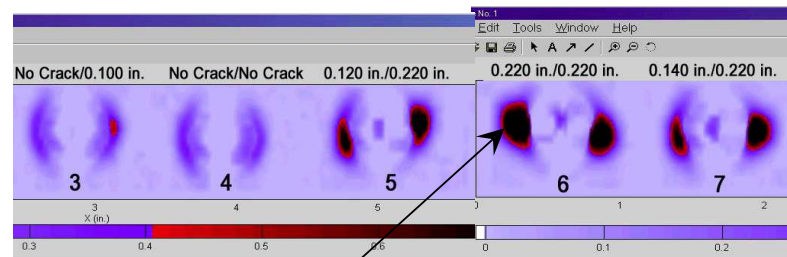 No. 1
Edit Tools Window Help
A
No Crack/0.100 in. No Crack/No Crack 0.120 in./0.220 in. 0.220 in./0.220 in. 0.140 in./0.220 in.
3 4 5 6 7
3 4 5 1 2
X (in.)
0.3 0.4 0.5 0.6 0 0.1 0.2